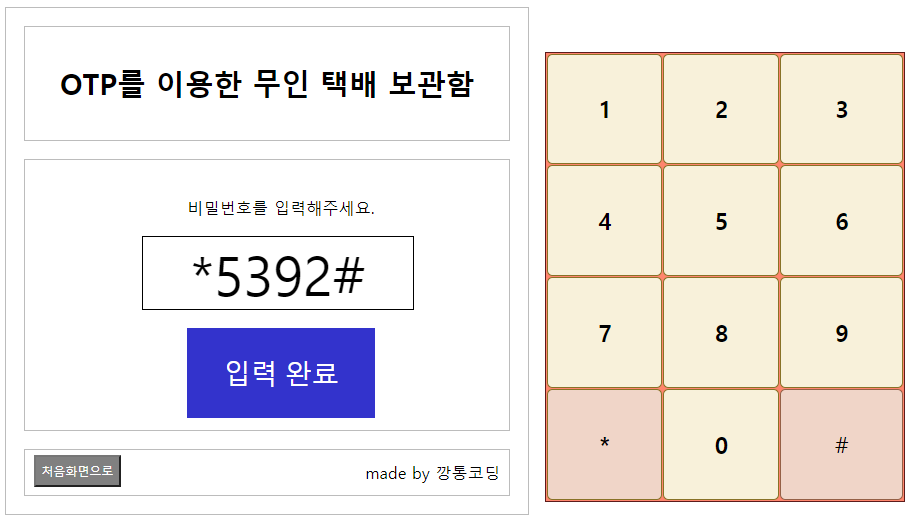 OTP를 이용한 무인 택배 보관함
비밀번호를 입력해주세요.
*5392#
입력 완료
처음화면으로
made by 깡통코딩
1 2 3
4 5 6
7 8 9
* 0 #